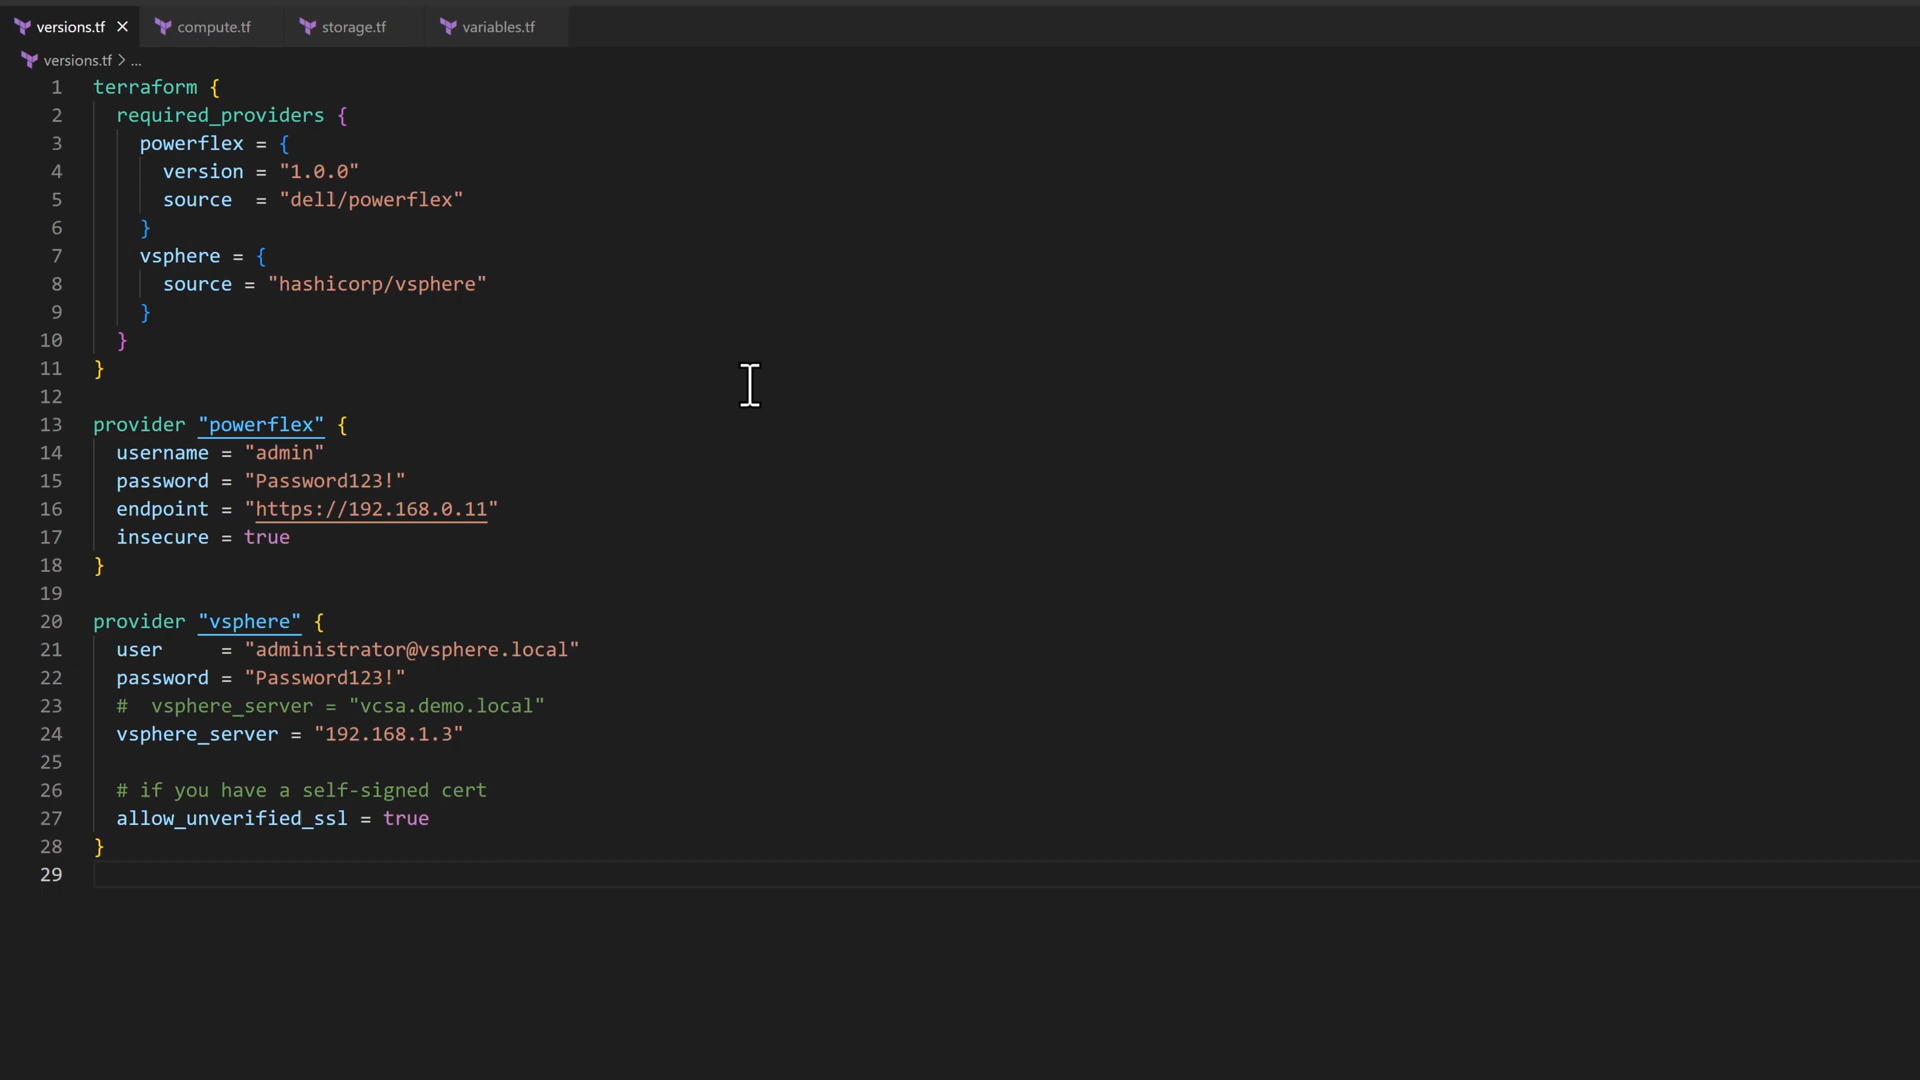 versions.tf compute.tf storage.tf variables.tf
versions.tf > ...
1 terraform {
2 required_providers {
3 powerflex = {
4 version = "1.0.0"
5 source  = "dell/powerflex"
6 }
7 vsphere = {
8 source = "hashicorp/vsphere"
9 }
10 }
11 }
12
13 provider "powerflex" {
14 username = "admin"
15 password = "Password123!"
16 endpoint = "https://192.168.0.11"
17 insecure = true
18 }
19
20 provider "vsphere" {
21 user     = "administrator@vsphere.local"
22 password = "Password123!"
23 #  vsphere_server = "vcsa.demo.local"
24 vsphere_server = "192.168.1.3"
25
26 # if you have a self-signed cert
27 allow_unverified_ssl = true
28 }
29